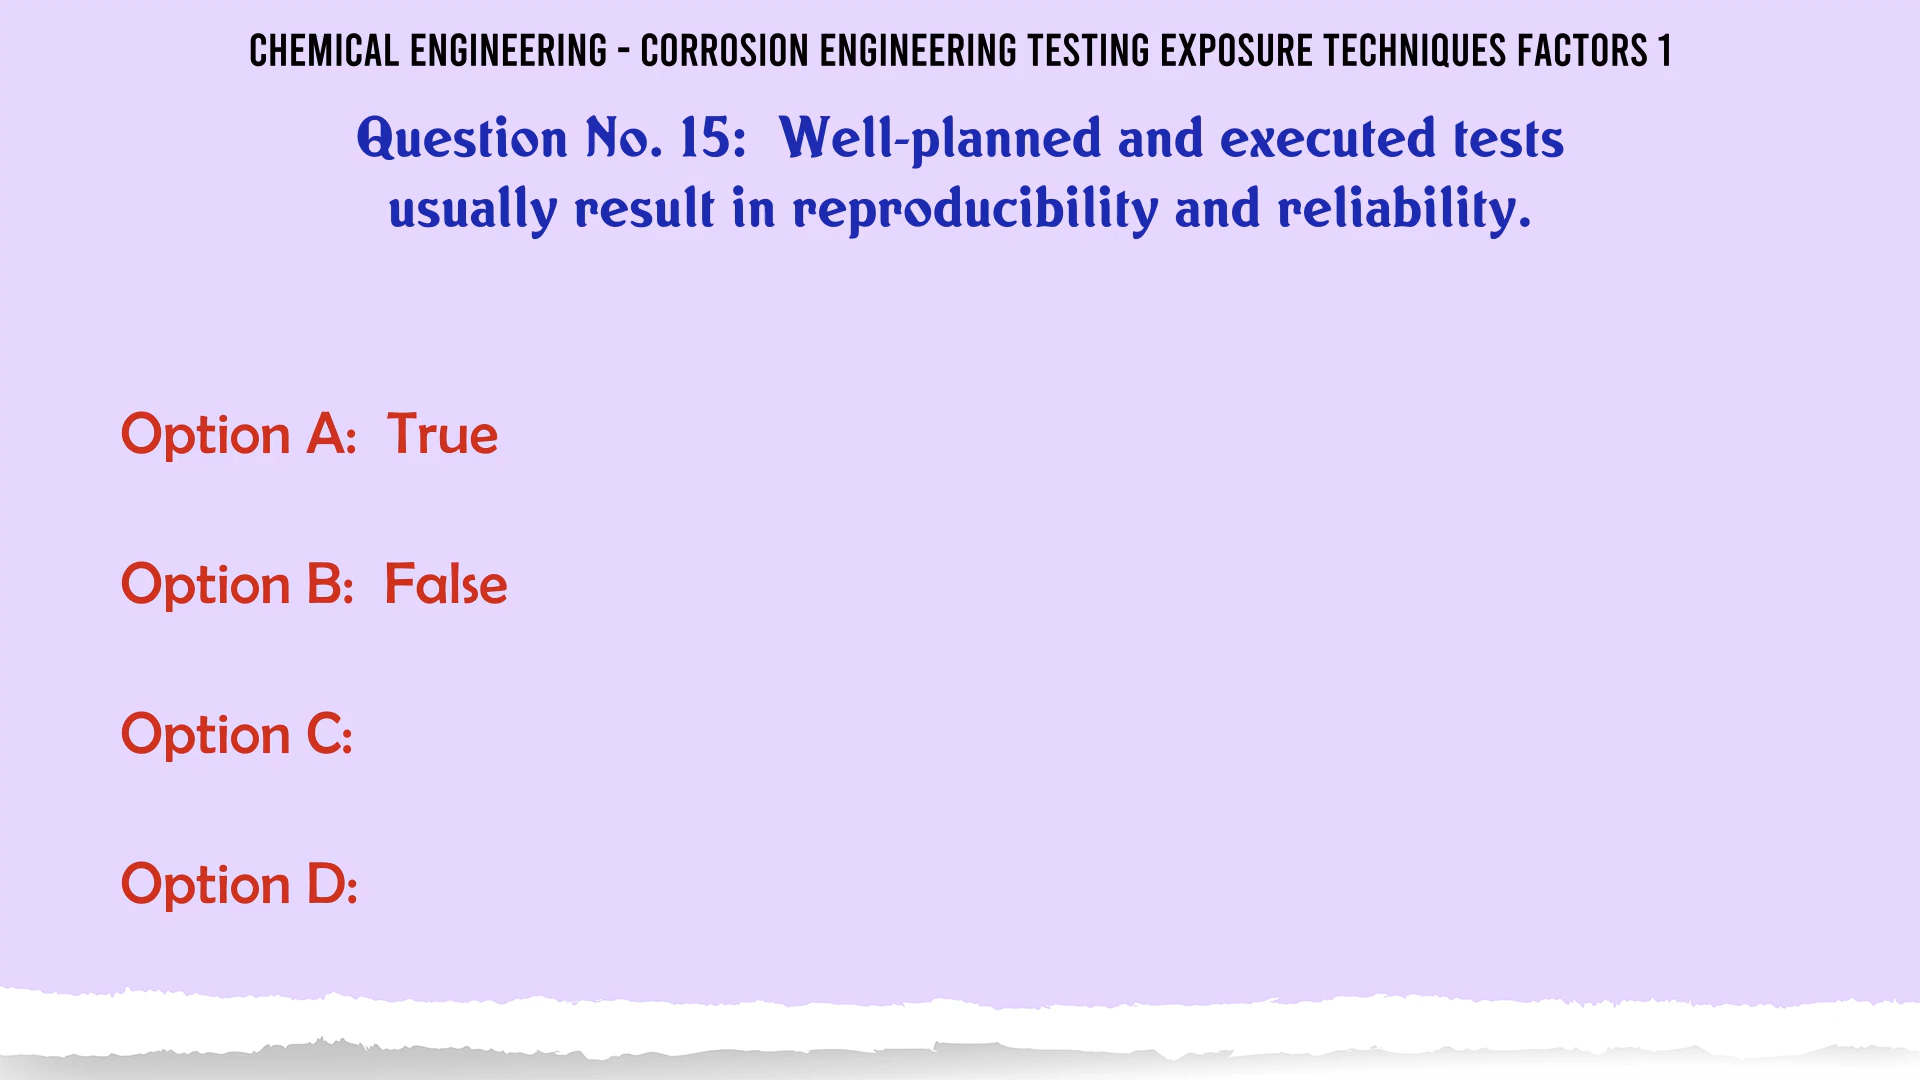 CHEMICAL ENGINEERING - CORROSION ENGINEERING TESTING EXPOSURE TECHNIQUES FACTORS 1
Question No. 15: Well-planned and executed tests
usually result in reproducibility and reliability.
Option A: True
Option B: False
Option C:
Option D: